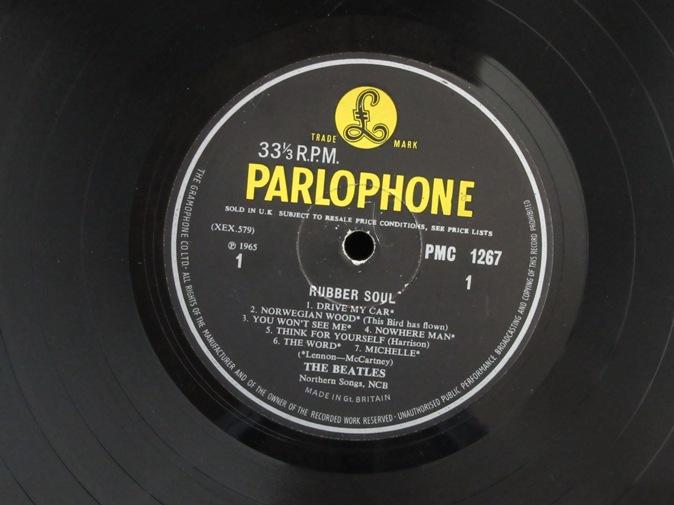 TRADE MARK
33⅓ R.P.M.
PARLOPHONE
SOLD IN U.K SUBJECT TO RESALE PRICE CONDITIONS, SEE PRICE LISTS
(XEX.579)
℗ 1965
1
PMC 1267
1
RUBBER SOUL
1. DRIVE MY CAR*
2. NORWEGIAN WOOD* (This Bird has flown)
3. YOU WON'T SEE ME* 4. NOWHERE MAN*
5. THINK FOR YOURSELF (Harrison)
6. THE WORD* 7. MICHELLE*
(*Lennon—McCartney)
THE BEATLES
Northern Songs, NCB
MADE IN Gt. BRITAIN
THE GRAMOPHONE CO LTD · ALL RIGHTS OF THE MANUFACTURER AND OF THE OWNER OF THE RECORDED WORK RESERVED · UNAUTHORISED PUBLIC PERFORMANCE BROADCASTING AND COPYING OF THIS RECORD PROHIBITED